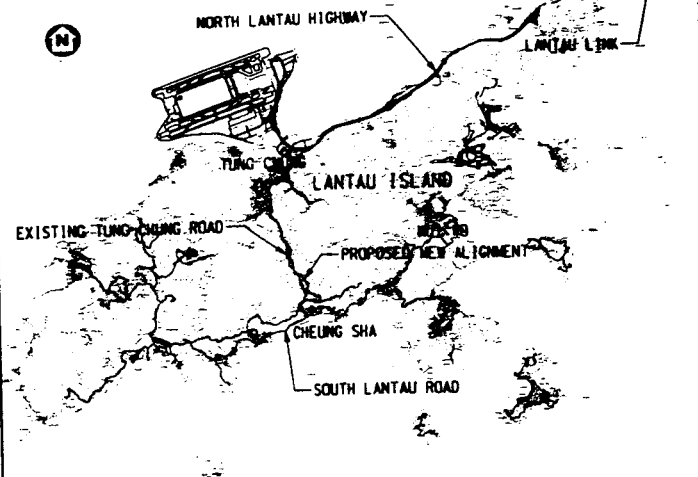 N
NORTH LANTAU HIGHWAY
LANTAU LINK
TUNG CHUNG
LANTAU ISLAND
EXISTING TUNG CHUNG ROAD
PROPOSED NEW ALIGNMENT
CHEUNG SHA
SOUTH LANTAU ROAD